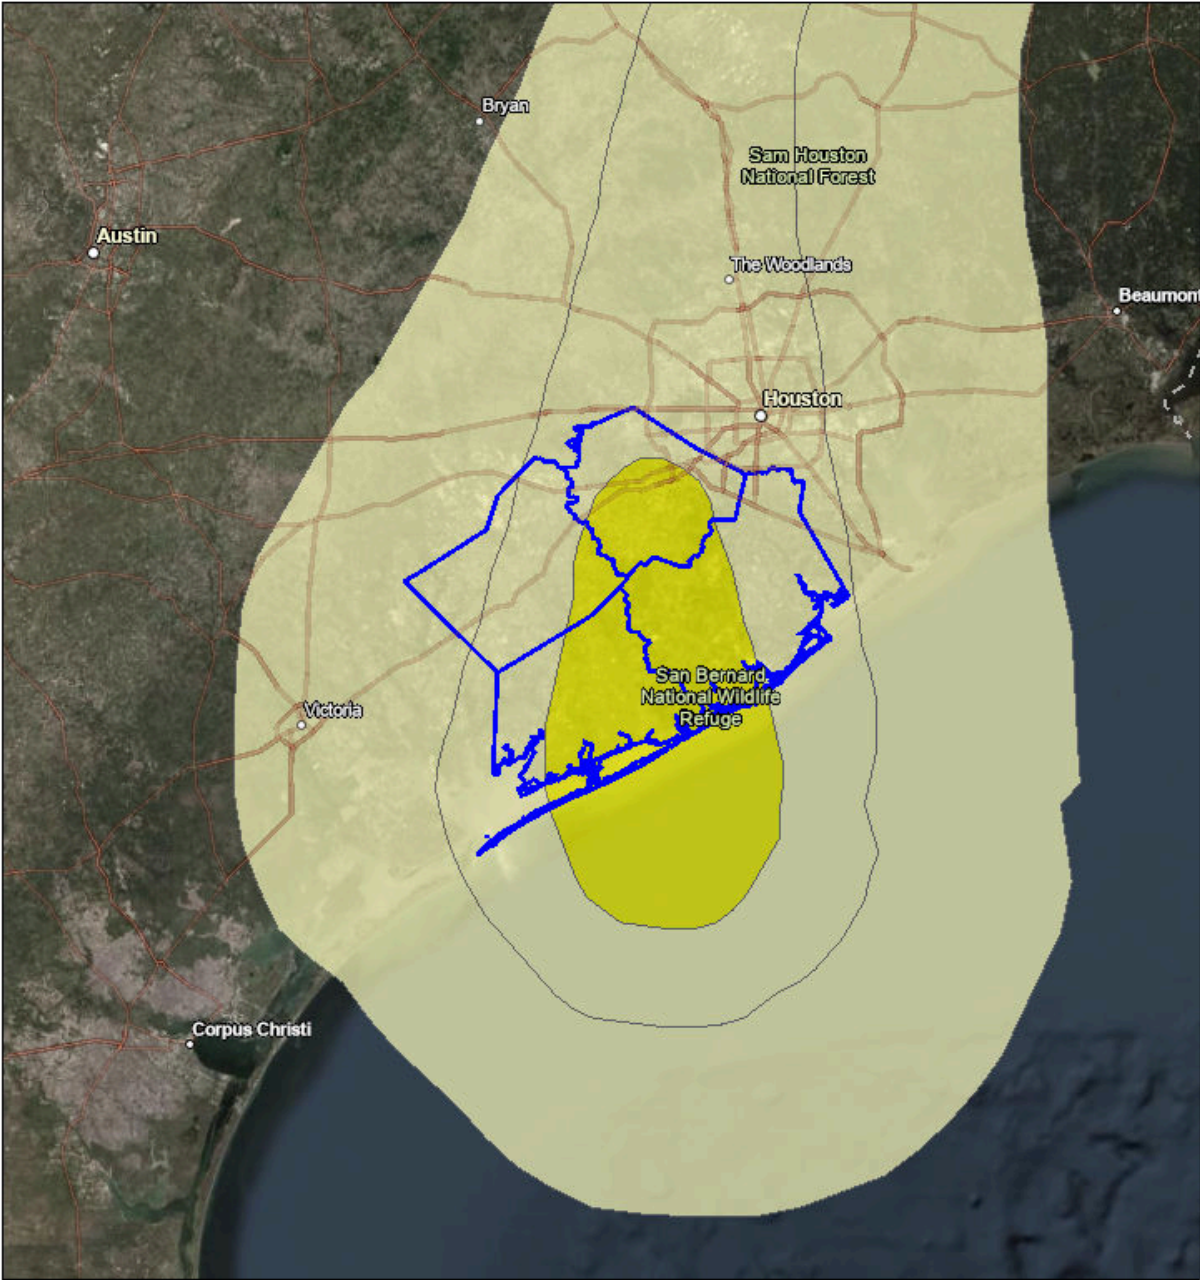 Bryan
Sam Houston
National Forest
Austin
The Woodlands
Beaumont
Houston
San Bernard
National Wildlife
Refuge
Victoria
Corpus Christi